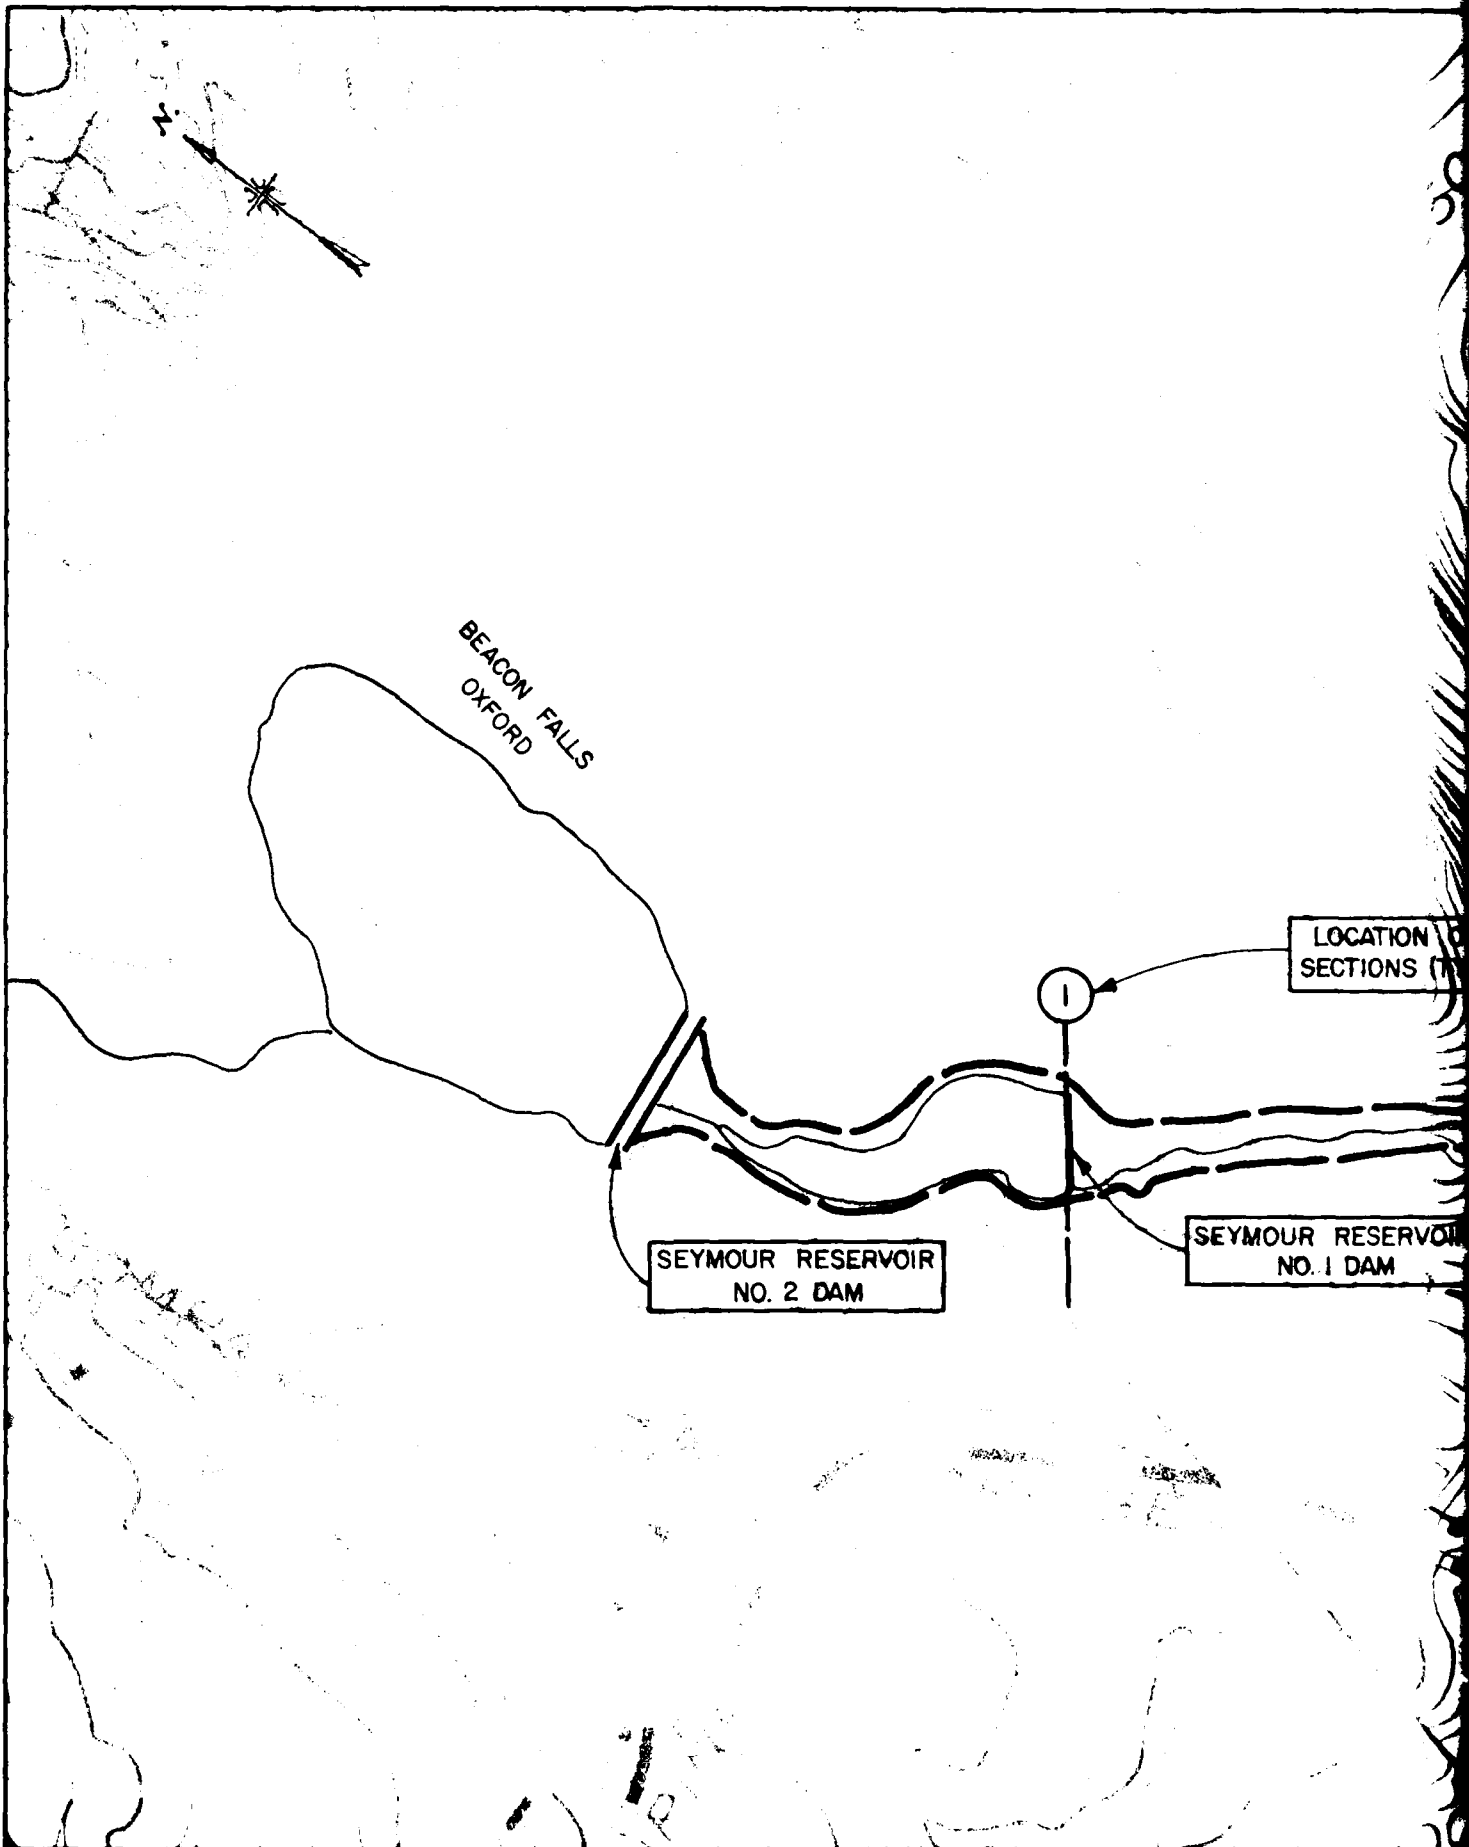 N.
BEACON FALLS
OXFORD
LOCATION
SECTIONS
1
SEYMOUR RESERVOIR
NO. 2 DAM
SEYMOUR RESERVOI
NO. 1 DAM